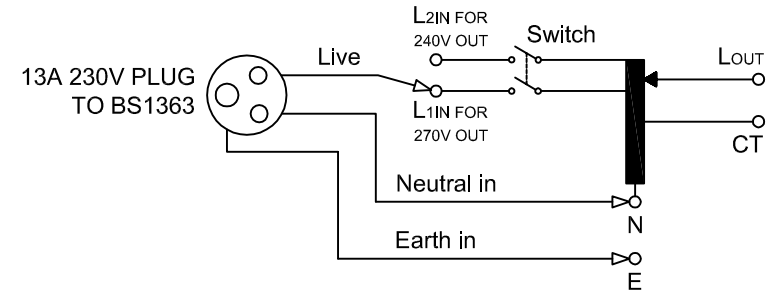 L2IN FOR
240V OUT
Switch
Live
LOUT
13A 230V PLUG
TO BS1363
L1IN FOR
270V OUT
CT
Neutral in
N
Earth in
E